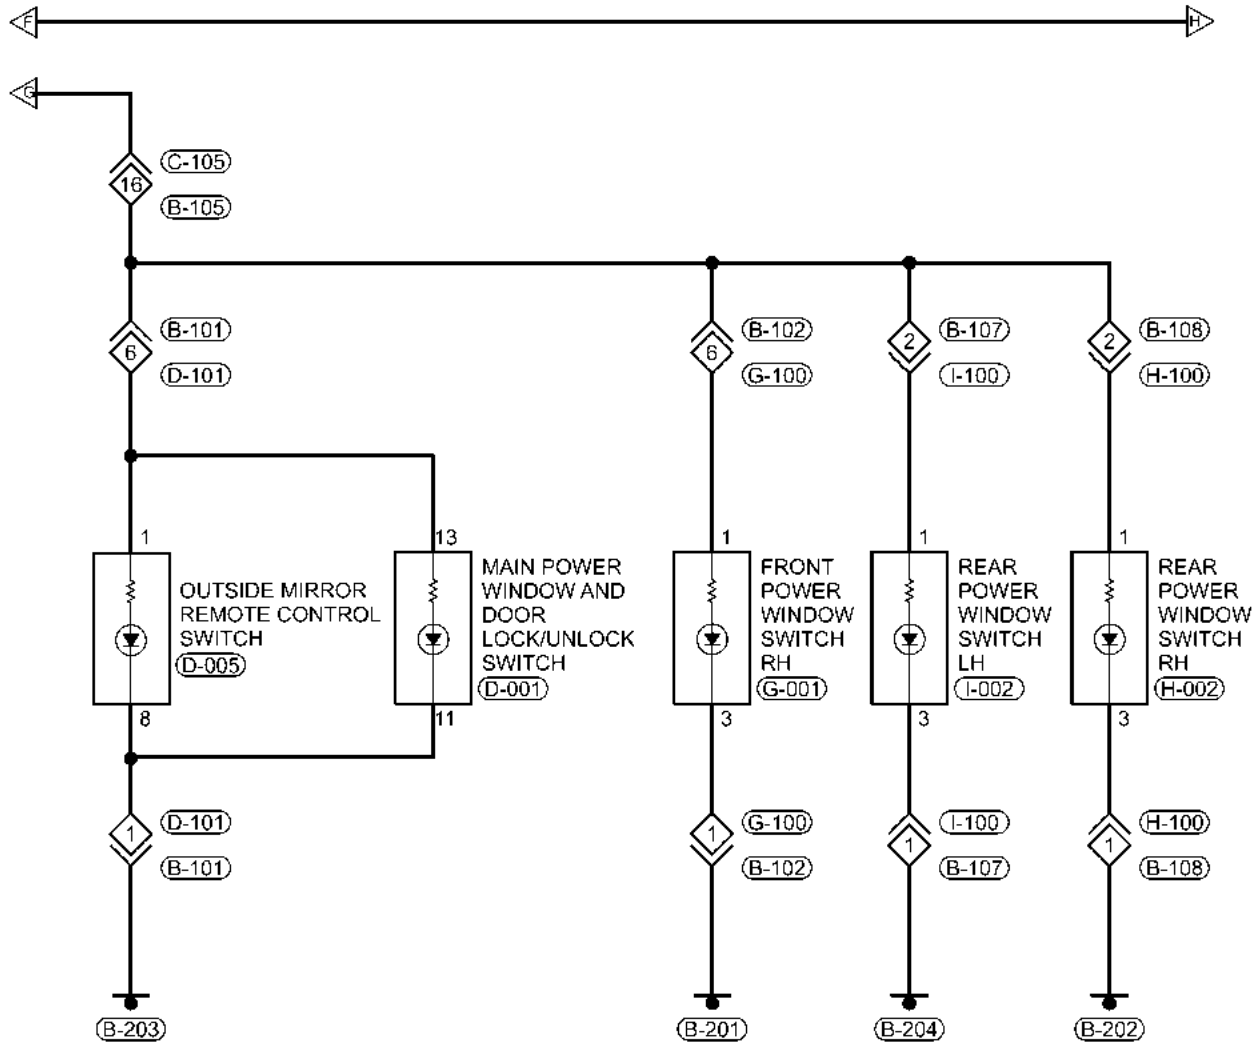 F
H
G
C-105
16
B-105
B-101
6
D-101
B-102
6
G-100
B-107
2
I-100
B-108
2
H-100
1
13
1
1
1
OUTSIDE MIRROR
REMOTE CONTROL
SWITCH
D-005
MAIN POWER
WINDOW AND
DOOR
LOCK/UNLOCK
SWITCH
D-001
FRONT
POWER
WINDOW
SWITCH
RH
G-001
REAR
POWER
WINDOW
SWITCH
LH
I-002
REAR
POWER
WINDOW
SWITCH
RH
H-002
8
11
3
3
3
D-101
1
B-101
G-100
1
B-102
I-100
1
B-107
H-100
1
B-108
B-203
B-201
B-204
B-202